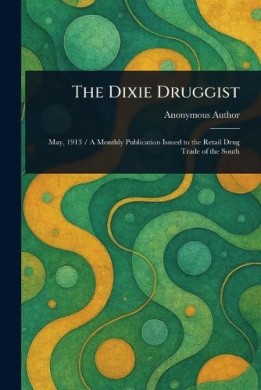 The Dixie Druggist
Anonymous Author
May, 1913 / A Monthly Publication Issued to the Retail Drug
Trade of the South